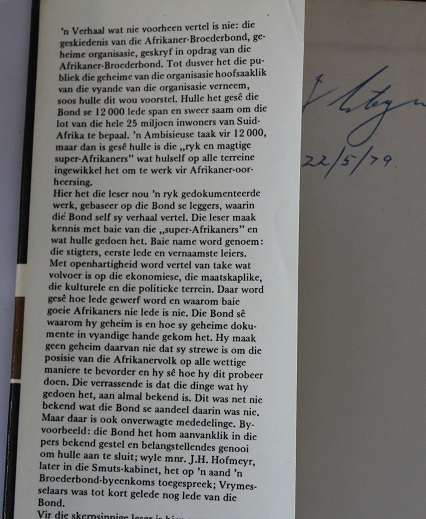 'n Verhaal wat nie voorheen vertel is nie: die
geskiedenis van die Afrikaner-Broederbond, ge-
heime organisasie, geskryf in opdrag van die
Afrikaner-Broederbond. Tot dusver het die pu-
bliek die geheime van die organisasie hoofsaaklik
van die vyande van die organisasie verneem,
soos hulle dit wou voorstel. Hulle het gesê die
Bond se 12 000 lede span en sweer saam om die
lot van die hele 25 miljoen inwoners van Suid-
Afrika te bepaal. 'n Ambisieuse taak vir 12 000,
maar dan is gesê hulle is die „ryk en magtige
super-Afrikaners” wat hulself op alle terreine
ingewikkel het om te werk vir Afrikaner-oor-
heersing.
Hier het die leser nou 'n ryk gedokumenteerde
werk, gebaseer op die Bond se lêers, waarin
die Bond self sy verhaal vertel. Die leser maak
kennis met baie van die „super-Afrikaners” en
wat hulle gedoen het. Baie name word genoem:
die stigters, eerste lede en vernaamste leiers.
Met openhartigheid word vertel van take wat
volvoer is op die ekonomiese, die maatskaplike,
die kulturele en die politieke terrein. Daar word
gesê hoe lede gewerf word en waarom baie
goeie Afrikaners nie lede is nie. Die Bond sê
waarom hy geheim is en hoe sy geheime doku-
mente in vyandige hande gekom het. Hy maak
geen geheim daarvan nie dat sy strewe is om die
posisie van die Afrikanervolk op alle wettige
maniere te bevorder en hy sê hoe hy dit probeer
doen. Die verrassende is dat die dinge wat hy
gedoen het, aan almal bekend is. Dit was net nie
bekend wat die Bond se aandeel daarin was nie.
Maar daar is ook onverwagte mededelinge. By-
voorbeeld: die Bond het hom aanvanklik in die
pers bekend gestel en belangstellendes genooi
om hulle aan te sluit; wyle mnr. J.H. Hofmeyr,
later in die Smuts-kabinet, het op 'n aand 'n
Broederbond-byeenkoms toegespreek; Vrymes-
selaars was tot kort gelede nog lede van die
Bond.
Vir die skerpsinnige leser is hier
22/5/79